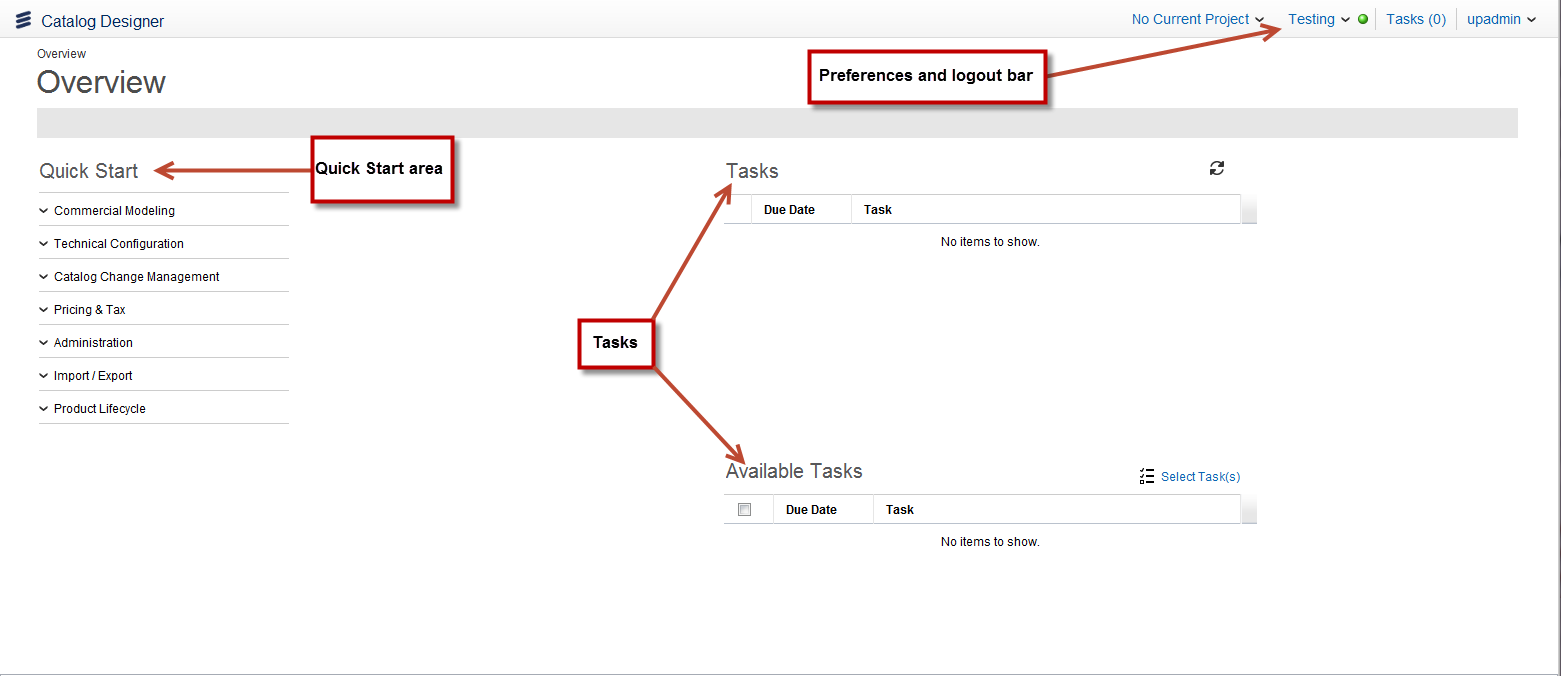 Catalog Designer
No Current Project
Testing
Tasks (0)
upadmin
Overview
Overview
Preferences and logout bar
Quick Start
Quick Start area
Commercial Modeling
Technical Configuration
Catalog Change Management
Pricing & Tax
Administration
Import / Export
Product Lifecycle
Tasks
Due Date Task
No items to show.
Tasks
Available Tasks
Select Task(s)
Due Date Task
No items to show.